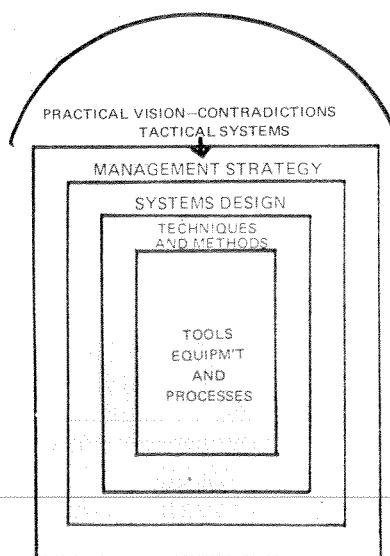 PRACTICAL VISION—CONTRADICTIONS
TACTICAL SYSTEMS
MANAGEMENT STRATEGY
SYSTEMS DESIGN
TECHNIQUES
AND METHODS
TOOLS
EQUIPM'T
AND
PROCESSES